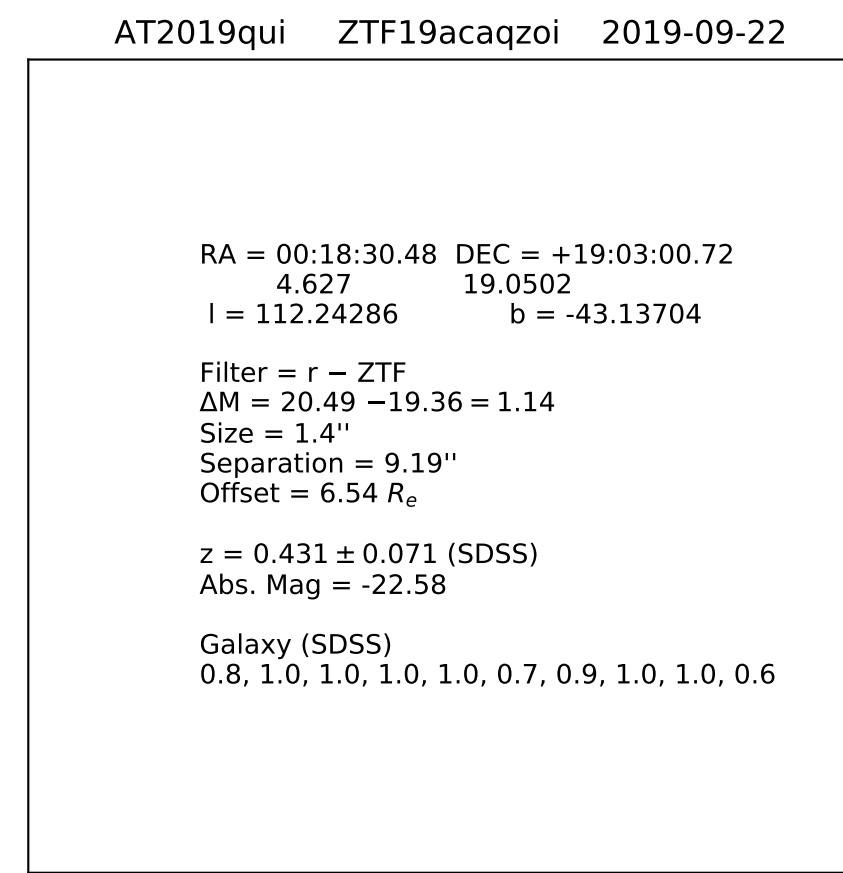 AT2019qui ZTF19acaqzoi 2019-09-22
RA = 00:18:30.48 DEC = +19:03:00.72
4.627 19.0502
l = 112.24286 b = -43.13704
Filter = r − ZTF
ΔM = 20.49 −19.36 = 1.14
Size = 1.4''
Separation = 9.19''
Offset = 6.54 Re
z = 0.431 ± 0.071 (SDSS)
Abs. Mag = -22.58
Galaxy (SDSS)
0.8, 1.0, 1.0, 1.0, 1.0, 0.7, 0.9, 1.0, 1.0, 0.6